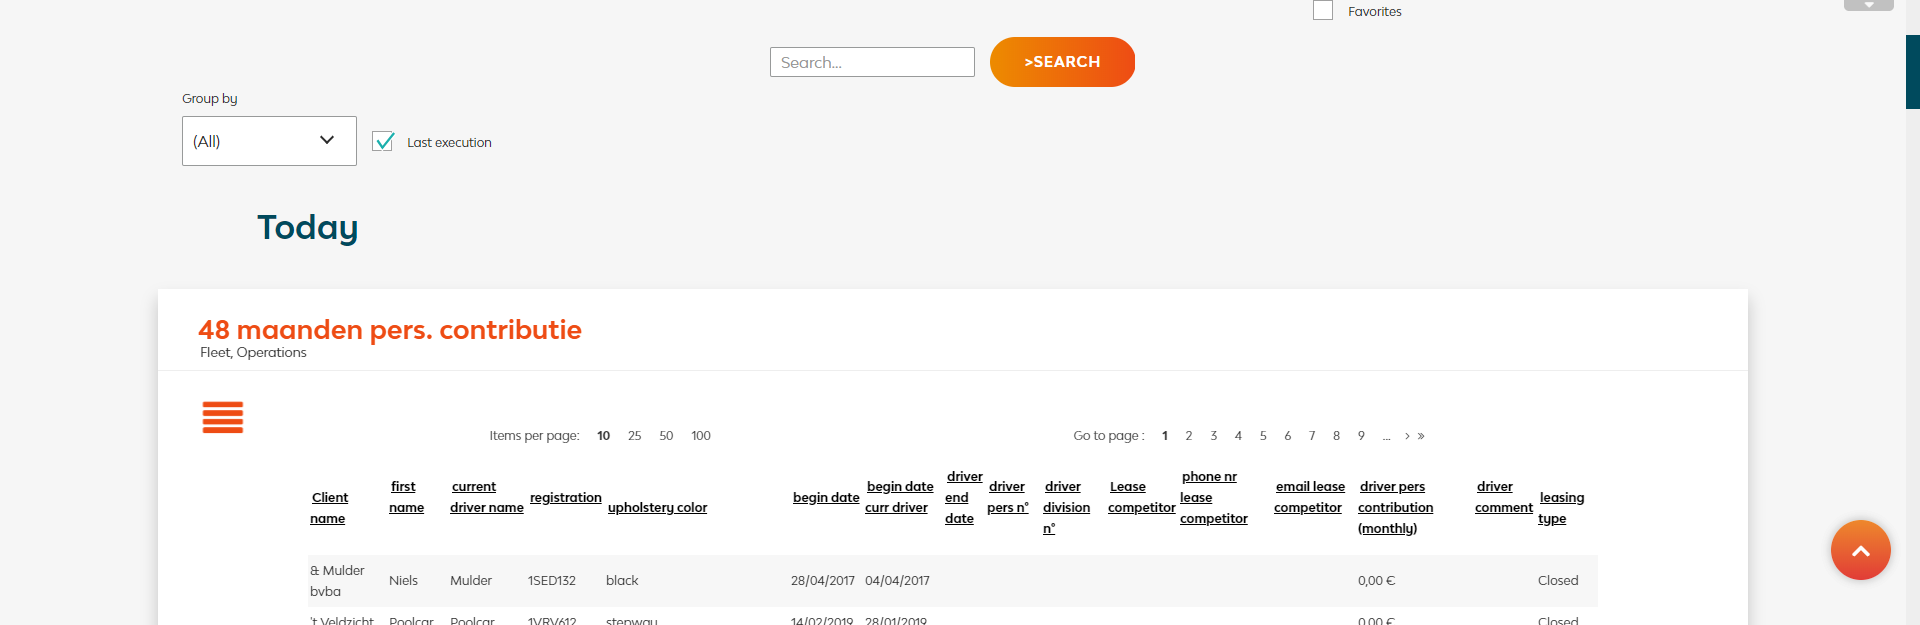 Favorites
Search...
>SEARCH
Group by
(All)
Last execution
Today
48 maanden pers. contributie
Fleet, Operations
Items per page: 10 25 50 100
Go to page : 1 2 3 4 5 6 7 8 9 ... > »
Client name
first name
current driver name
registration
upholstery color
begin date
begin date curr driver
driver end date
driver pers n°
driver division n°
Lease competitor
phone nr lease competitor
email lease competitor
driver pers contribution (monthly)
driver comment
leasing type
& Mulder bvba Niels Mulder 1SED132 black 28/04/2017 04/04/2017 0,00 € Closed
't Veldzicht Poolcar Poolcar 1VRV612 stepway 14/02/2019 28/01/2019 0,00 € Closed